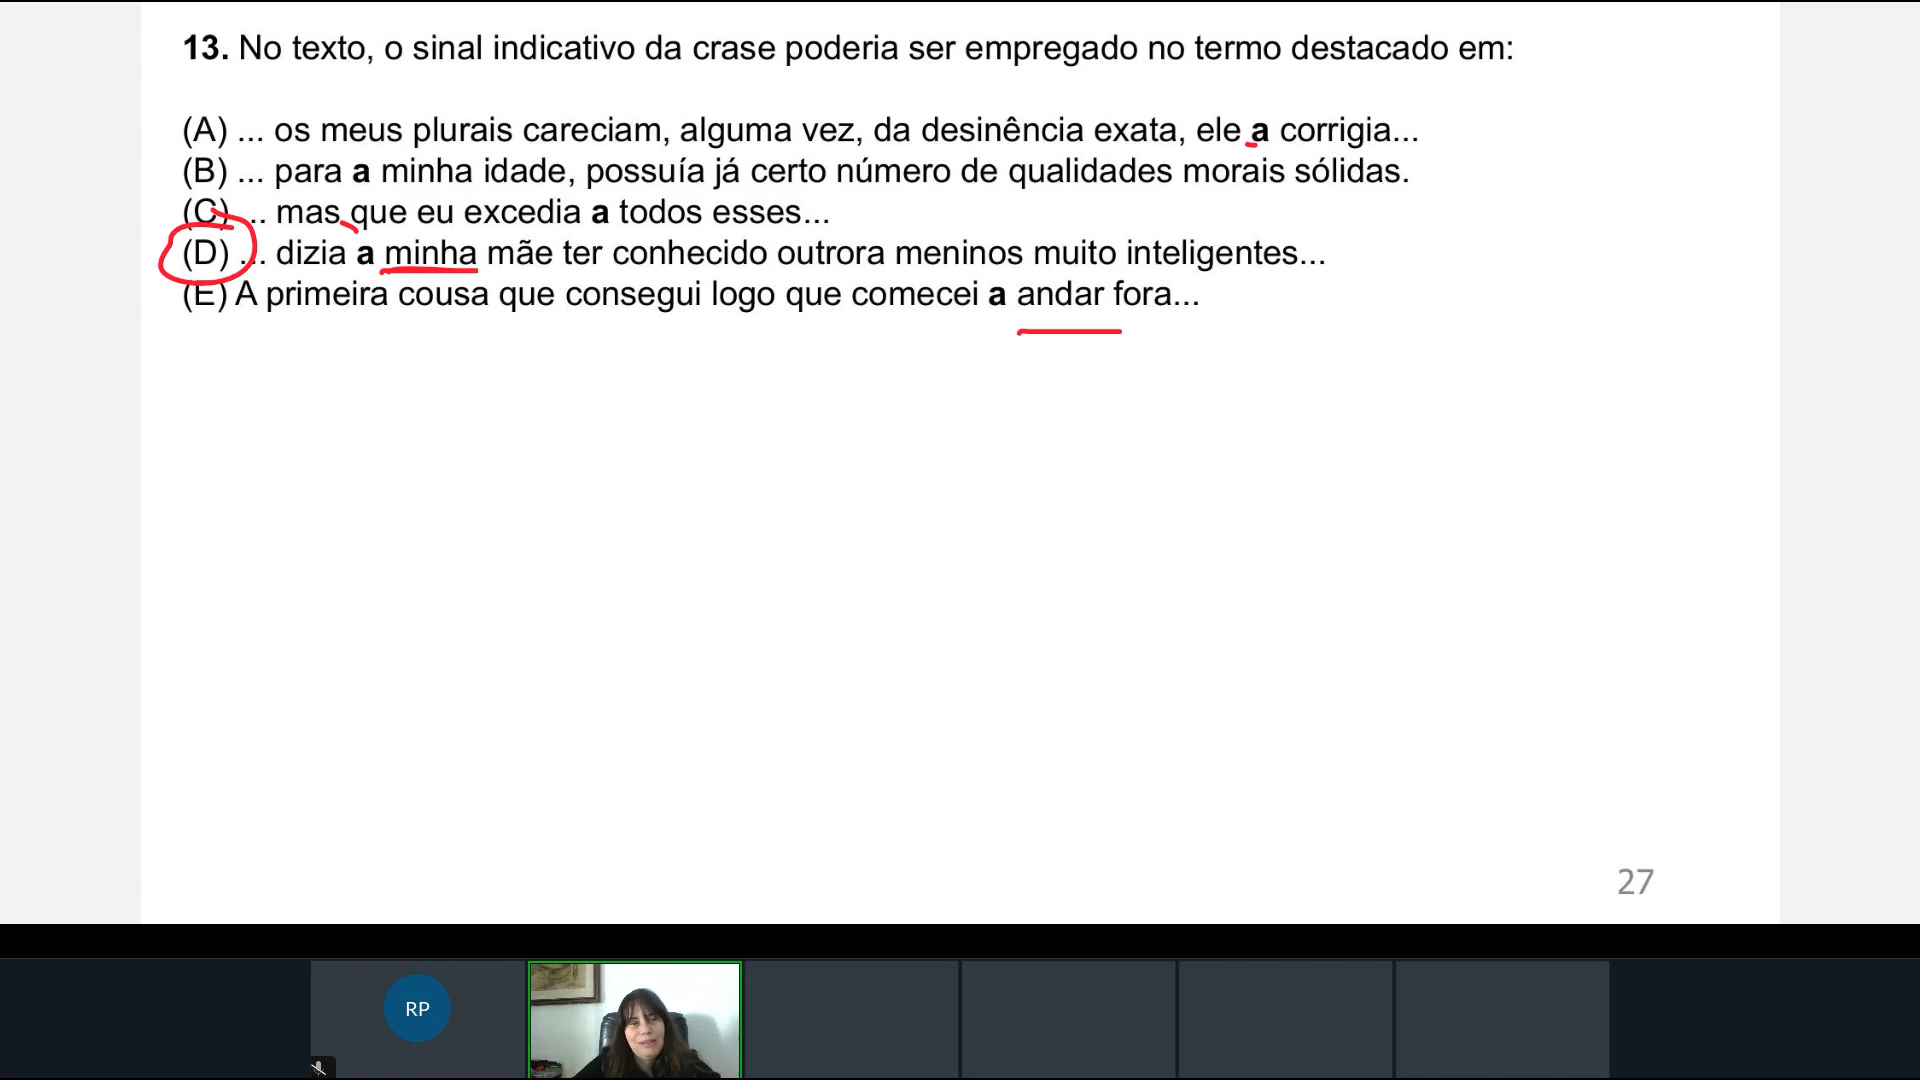 13. No texto, o sinal indicativo da crase poderia ser empregado no termo destacado em:
(A) ... os meus plurais careciam, alguma vez, da desinência exata, ele a corrigia...
(B) ... para a minha idade, possuía já certo número de qualidades morais sólidas.
(C) ... mas que eu excedia a todos esses...
(D) ... dizia a minha mãe ter conhecido outrora meninos muito inteligentes...
(E) A primeira cousa que consegui logo que comecei a andar fora...
27
RP